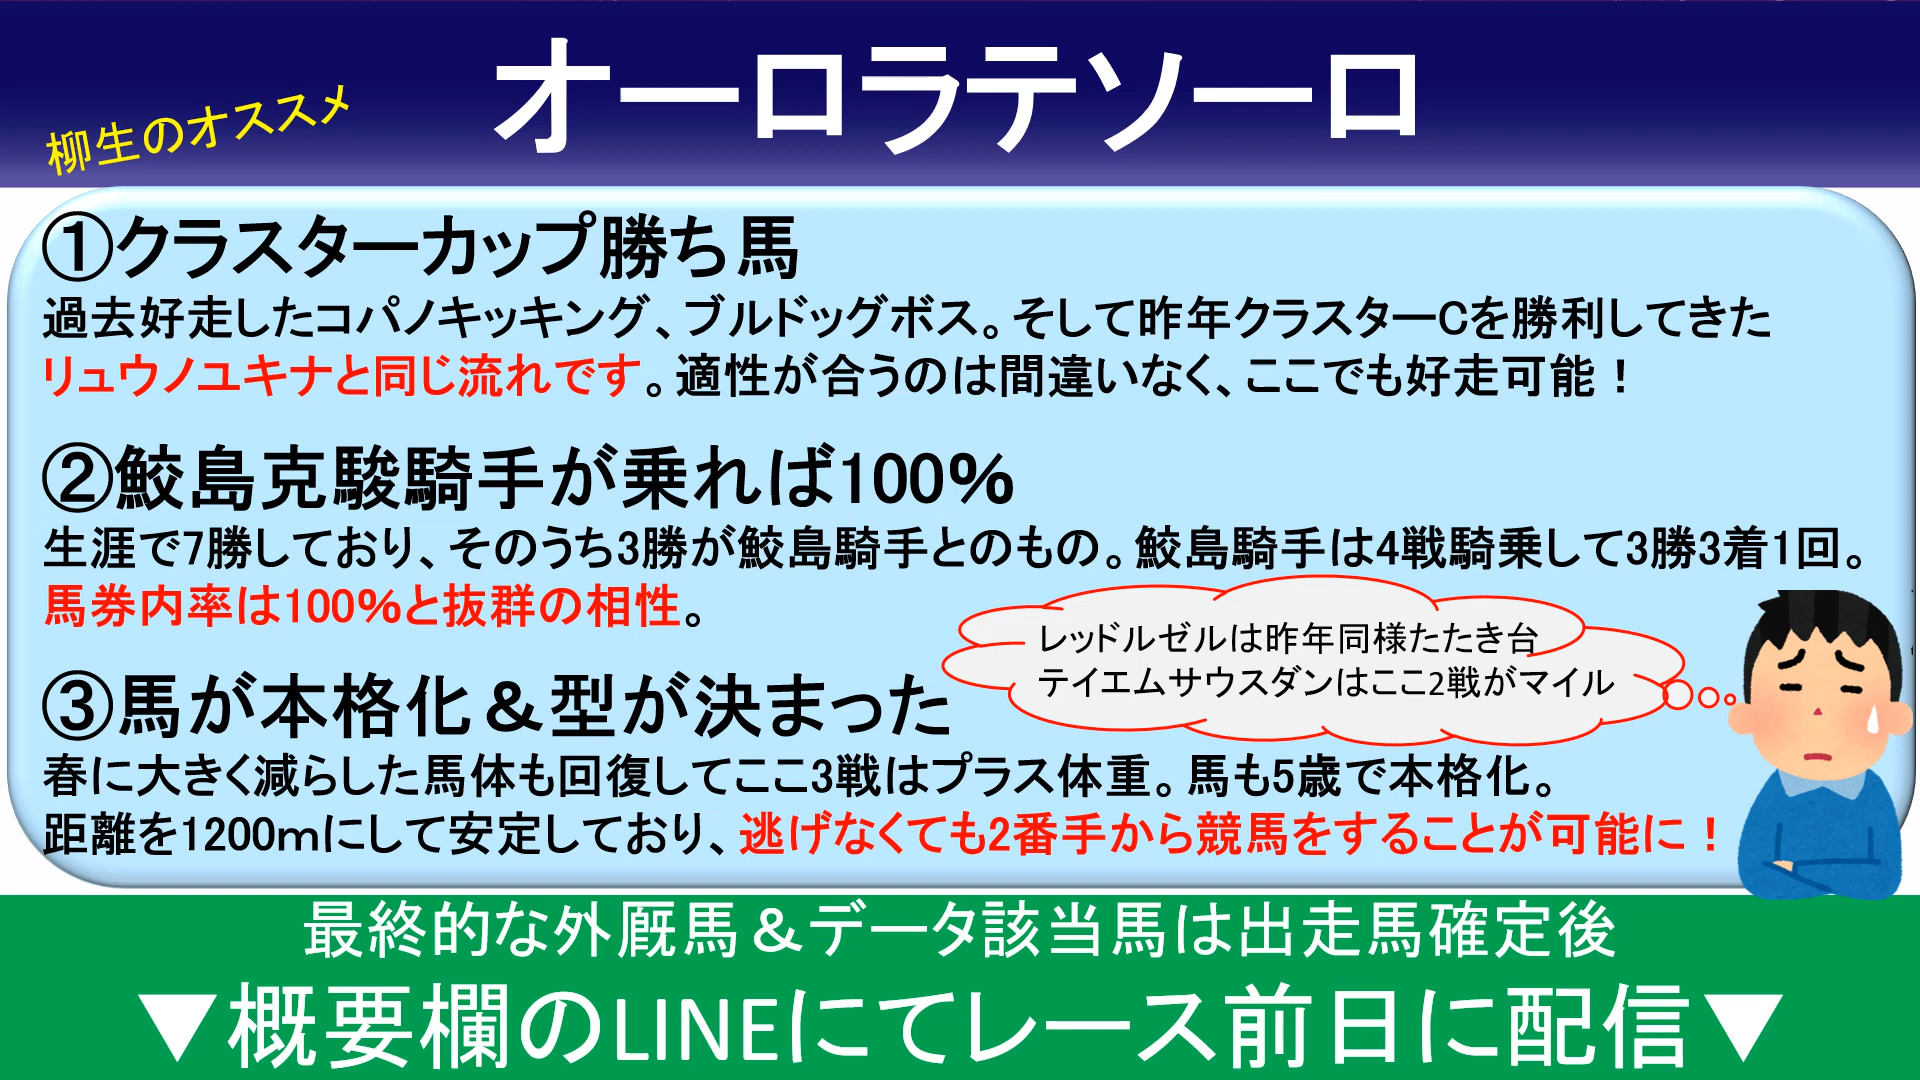 柳生のオススメ
オーロラテソーロ
①クラスターカップ勝ち馬
過去好走したコパノキッキング、ブルドッグボス。そして昨年クラスターCを勝利してきた
リュウノユキナと同じ流れです。適性が合うのは間違いなく、ここでも好走可能！
②鮫島克駿騎手が乗れば100％
生涯で7勝しており、そのうち3勝が鮫島騎手とのもの。鮫島騎手は4戦騎乗して3勝3着1回。
馬券内率は100％と抜群の相性。
レッドルゼルは昨年同様たたき台
テイエムサウスダンはここ2戦がマイル
③馬が本格化＆型が決まった
春に大きく減らした馬体も回復してここ3戦はプラス体重。馬も5歳で本格化。
距離を1200ｍにして安定しており、逃げなくても2番手から競馬をすることが可能に！
最終的な外厩馬＆データ該当馬は出走馬確定後
▼概要欄のLINEにてレース前日に配信▼